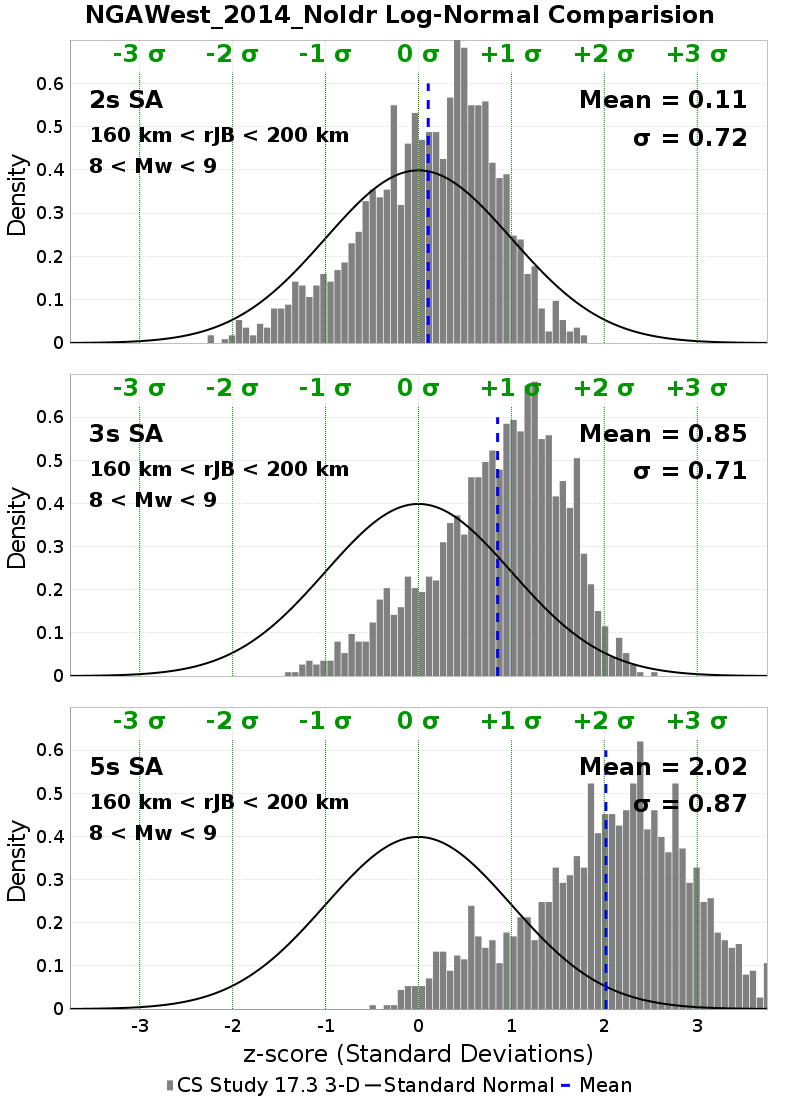 NGAWest_2014_NoIdr Log-Normal Comparision
-3 σ -2 σ -1 σ 0 σ +1 σ +2 σ +3 σ
2s SA
Mean = 0.11
160 km < rJB < 200 km
σ = 0.72
8 < Mw < 9
Density
0.6
0.5
0.4
0.3
0.2
0.1
0
-3 σ -2 σ -1 σ 0 σ +1 σ +2 σ +3 σ
3s SA
Mean = 0.85
160 km < rJB < 200 km
σ = 0.71
8 < Mw < 9
Density
0.6
0.5
0.4
0.3
0.2
0.1
0
-3 σ -2 σ -1 σ 0 σ +1 σ +2 σ +3 σ
5s SA
Mean = 2.02
160 km < rJB < 200 km
σ = 0.87
8 < Mw < 9
Density
0.6
0.5
0.4
0.3
0.2
0.1
0
-3 -2 -1 0 1 2 3
z-score (Standard Deviations)
CS Study 17.3 3-D Standard Normal Mean